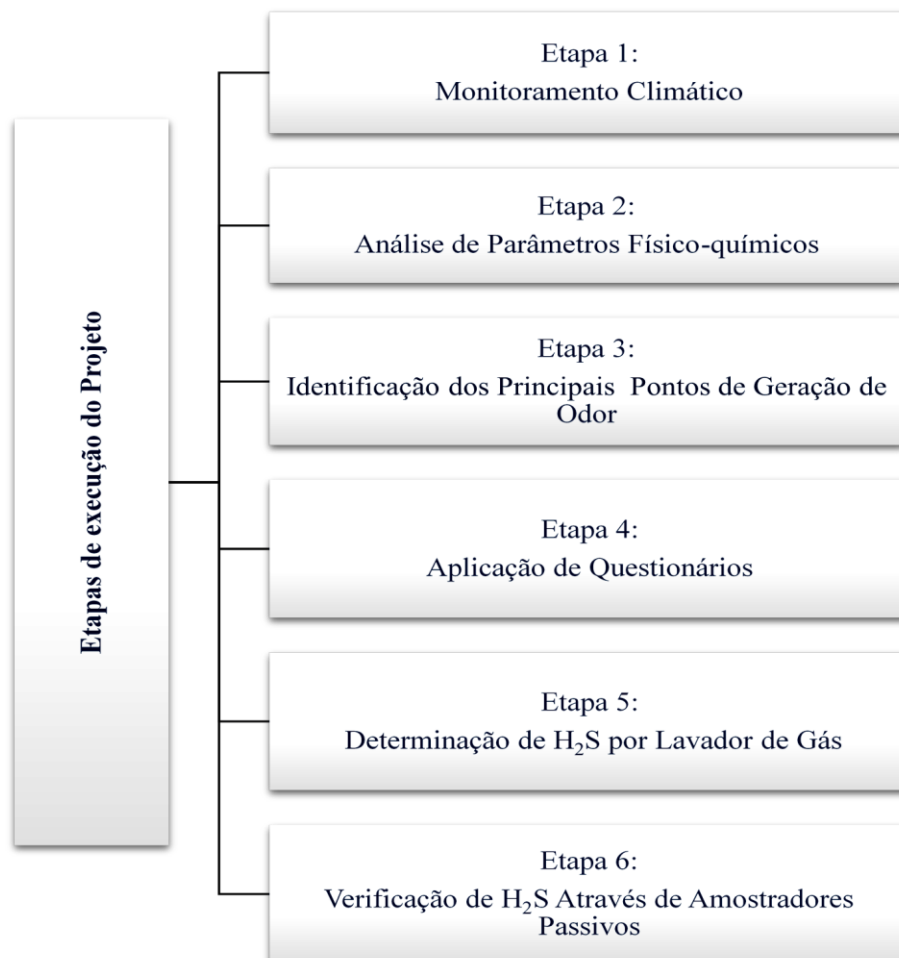 Etapas de execução do Projeto
Etapa 1:
Monitoramento Climático
Etapa 2:
Análise de Parâmetros Físico-químicos
Etapa 3:
Identificação dos Principais Pontos de Geração de
Odor
Etapa 4:
Aplicação de Questionários
Etapa 5:
Determinação de H₂S por Lavador de Gás
Etapa 6:
Verificação de H₂S Através de Amostradores
Passivos